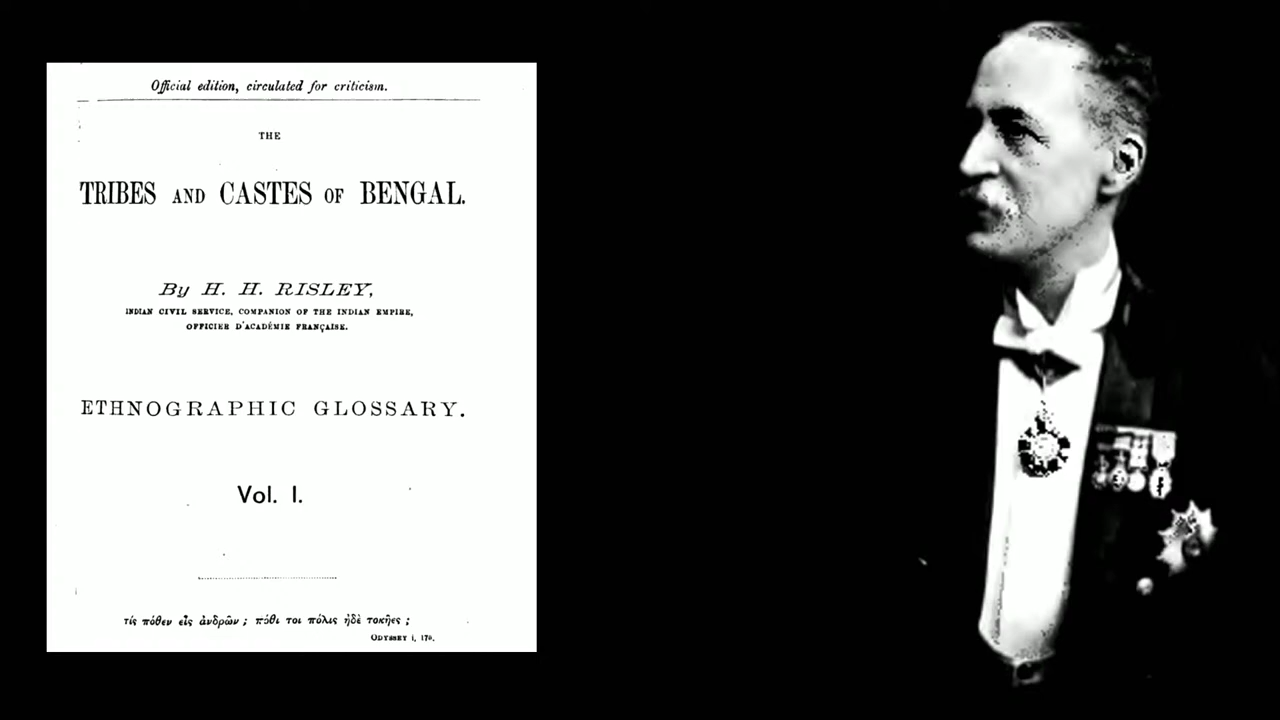 Official edition, circulated for criticism.
THE
TRIBES AND CASTES OF BENGAL.
By H. H. RISLEY,
INDIAN CIVIL SERVICE, COMPANION OF THE INDIAN EMPIRE,
OFFICIER D'ACADÉMIE FRANÇAISE.
ETHNOGRAPHIC GLOSSARY.
Vol. I.
τίς πόθεν εἰς ἀνδρῶν ; πόθι τοι πόλις ἠδὲ τοκῆες ;
ODYSSEY i, 170.